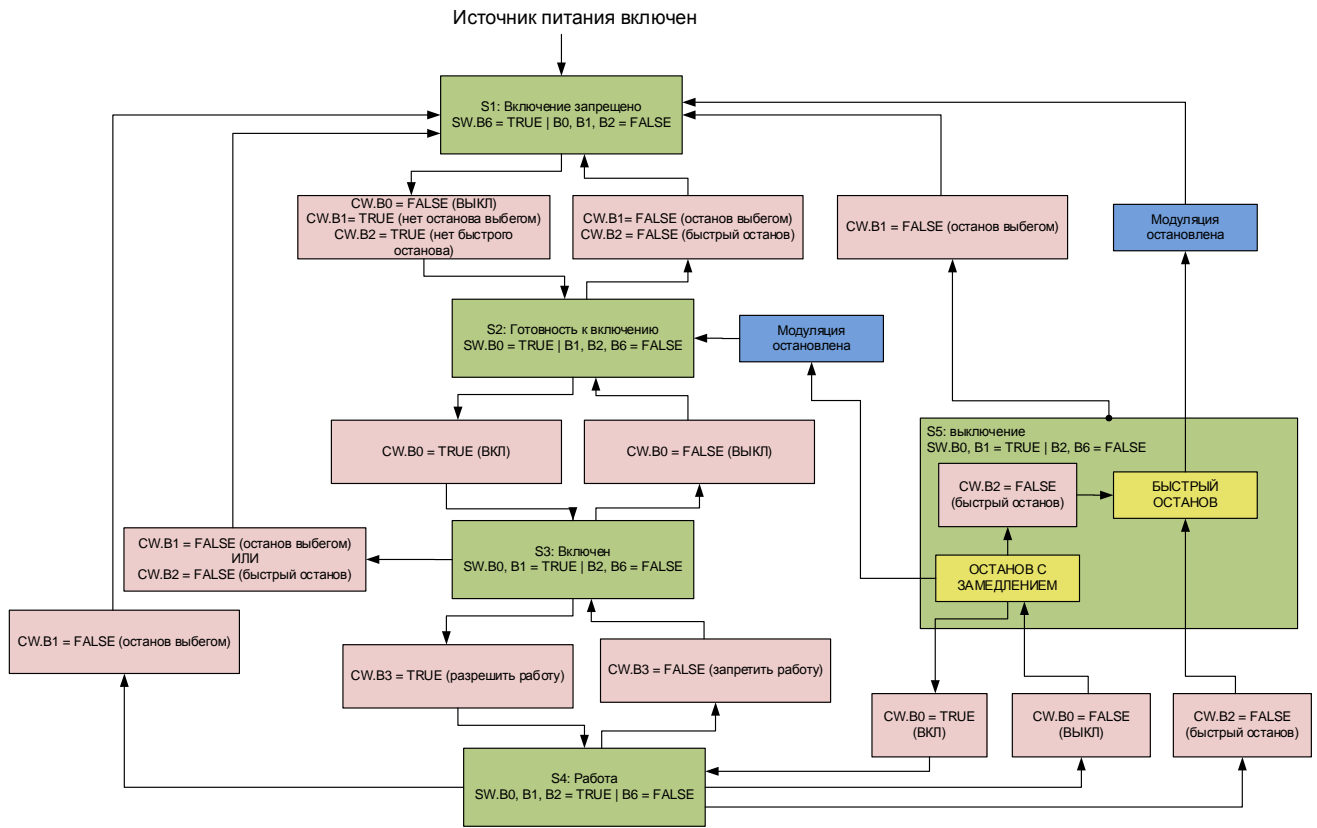 Источник питания включен
S1: Включение запрещено
SW.B6 = TRUE | B0, B1, B2 = FALSE
CW.B0 = FALSE (ВЫКЛ)
CW.B1= TRUE (нет останова выбегом)
CW.B2 = TRUE (нет быстрого
останова)
CW.B1= FALSE (останов выбегом)
CW.B2 = FALSE (быстрый останов)
CW.B1 = FALSE (останов выбегом)
Модуляция
остановлена
S2: Готовность к включению
SW.B0 = TRUE | B1, B2, B6 = FALSE
Модуляция
остановлена
CW.B0 = TRUE (ВКЛ)
CW.B0 = FALSE (ВЫКЛ)
S5: выключение
SW.B0, B1 = TRUE | B2, B6 = FALSE
CW.B2 = FALSE
(быстрый останов)
БЫСТРЫЙ
ОСТАНОВ
CW.B1 = FALSE (останов выбегом)
ИЛИ
CW.B2 = FALSE (быстрый останов)
S3: Включен
SW.B0, B1 = TRUE | B2, B6 = FALSE
ОСТАНОВ С
ЗАМЕДЛЕНИЕМ
CW.B1 = FALSE (останов выбегом)
CW.B3 = TRUE (разрешить работу)
CW.B3 = FALSE (запретить работу)
CW.B0 = TRUE
(ВКЛ)
CW.B0 = FALSE
(ВЫКЛ)
CW.B2 = FALSE
(быстрый останов)
S4: Работа
SW.B0, B1, B2 = TRUE | B6 = FALSE